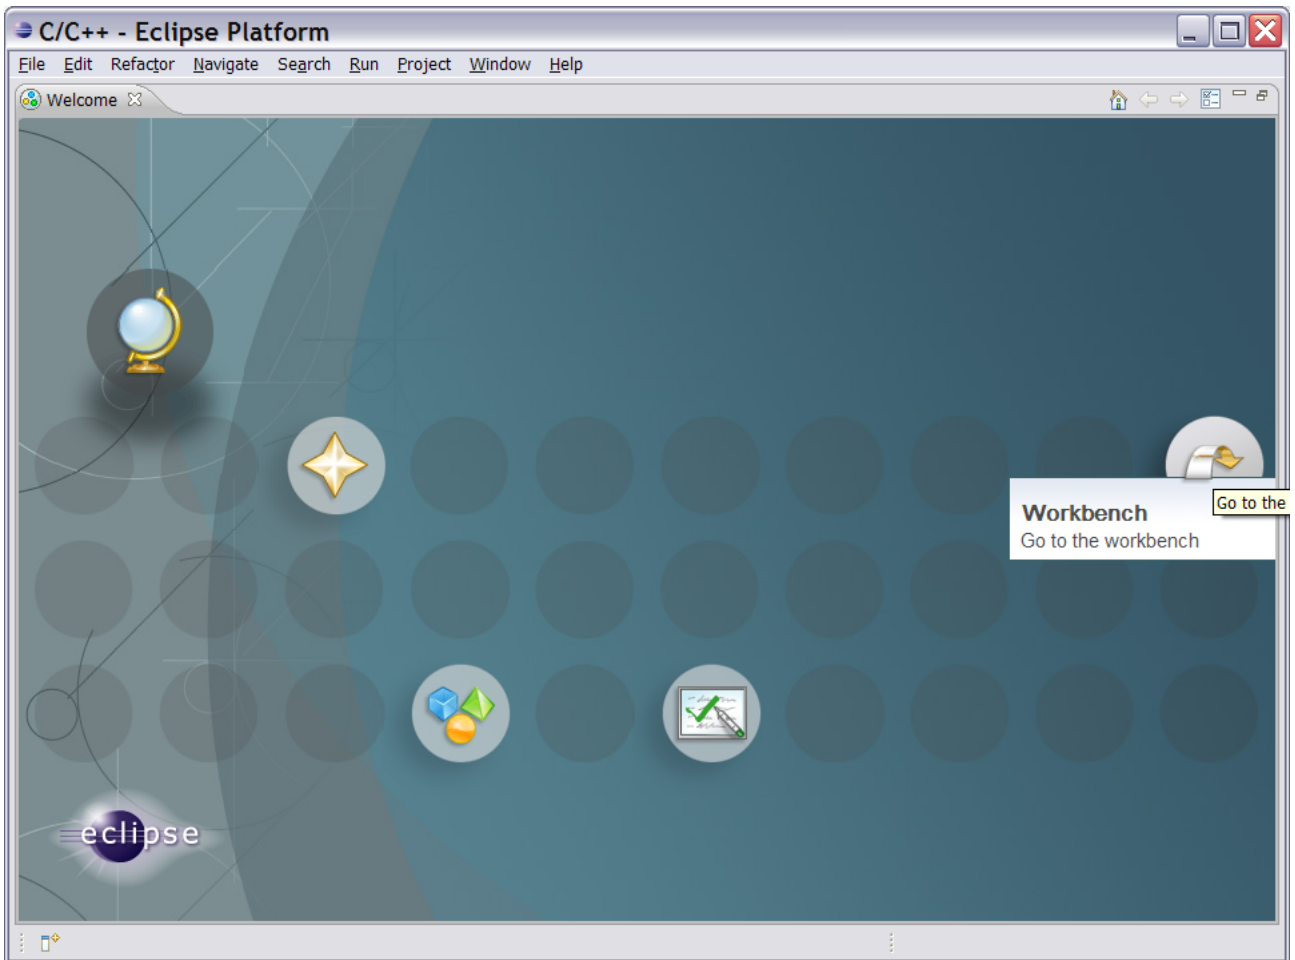 C/C++ - Eclipse Platform
File Edit Refactor Navigate Search Run Project Window Help
Welcome
Workbench
Go to the
Go to the workbench
eclipse